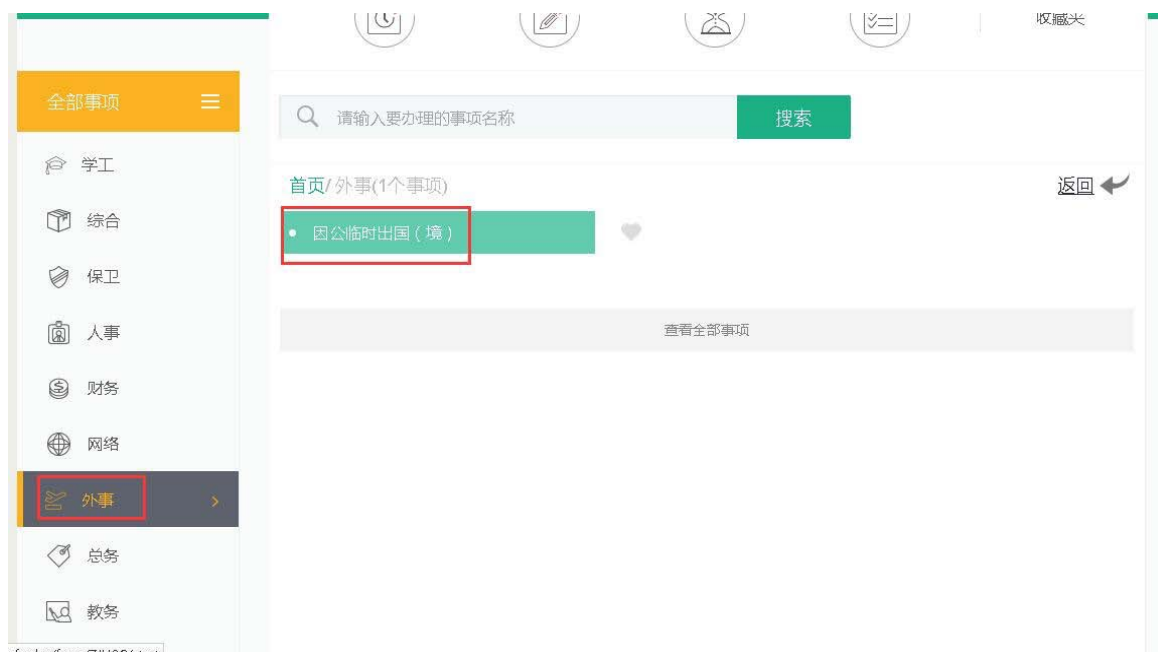 收藏夹
全部事项
请输入要办理的事项名称
搜索
学工
首页/外事(1个事项)
返回
综合
• 因公临时出国（境）
保卫
人事
查看全部事项
财务
网络
外事 >
总务
教务